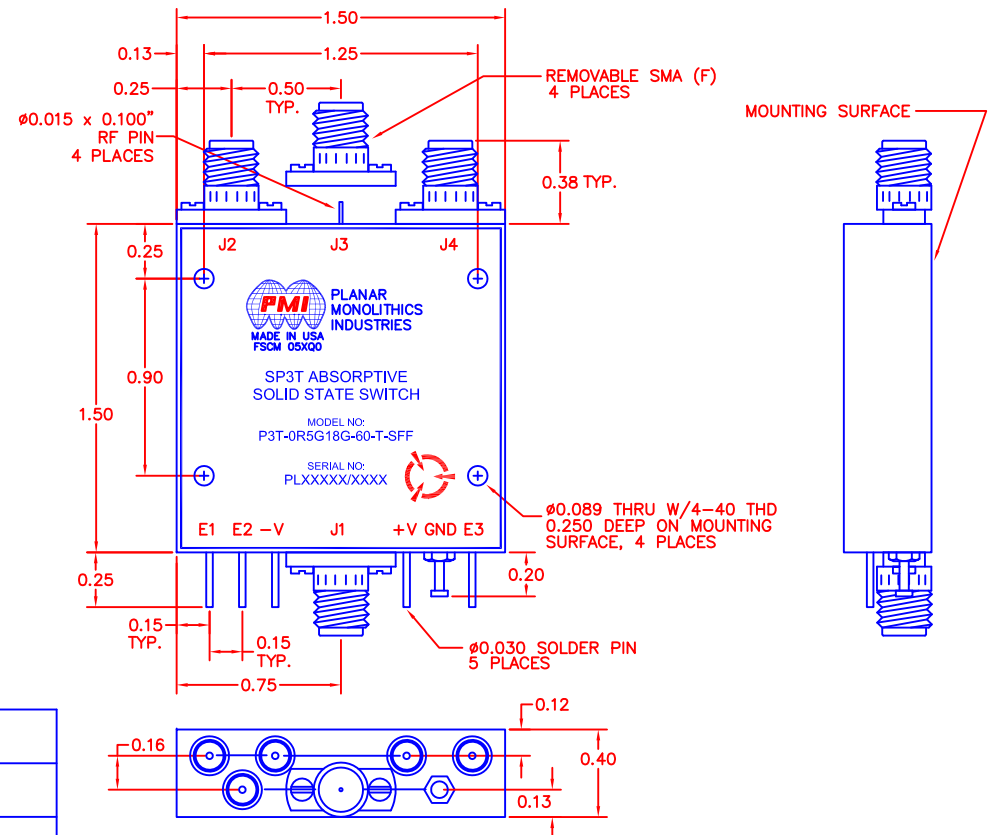 1.50
0.13
1.25
0.25
0.50
TYP.
REMOVABLE SMA (F)
4 PLACES
MOUNTING SURFACE
Ø0.015 x 0.100"
RF PIN
4 PLACES
0.38 TYP.
J2 J3 J4
0.25
PMI
PLANAR
MONOLITHICS
INDUSTRIES
MADE IN USA
FSCM 05XQ0
0.90
SP3T ABSORPTIVE
SOLID STATE SWITCH
1.50
MODEL NO:
P3T-0R5G18G-60-T-SFF
SERIAL NO:
PLXXXXX/XXXX
Ø0.089 THRU W/4-40 THD
0.250 DEEP ON MOUNTING
SURFACE, 4 PLACES
E1 E2 -V J1 +V GND E3
0.25
0.20
0.15
TYP.
0.15
TYP.
Ø0.030 SOLDER PIN
5 PLACES
0.75
0.12
0.16
0.40
0.13